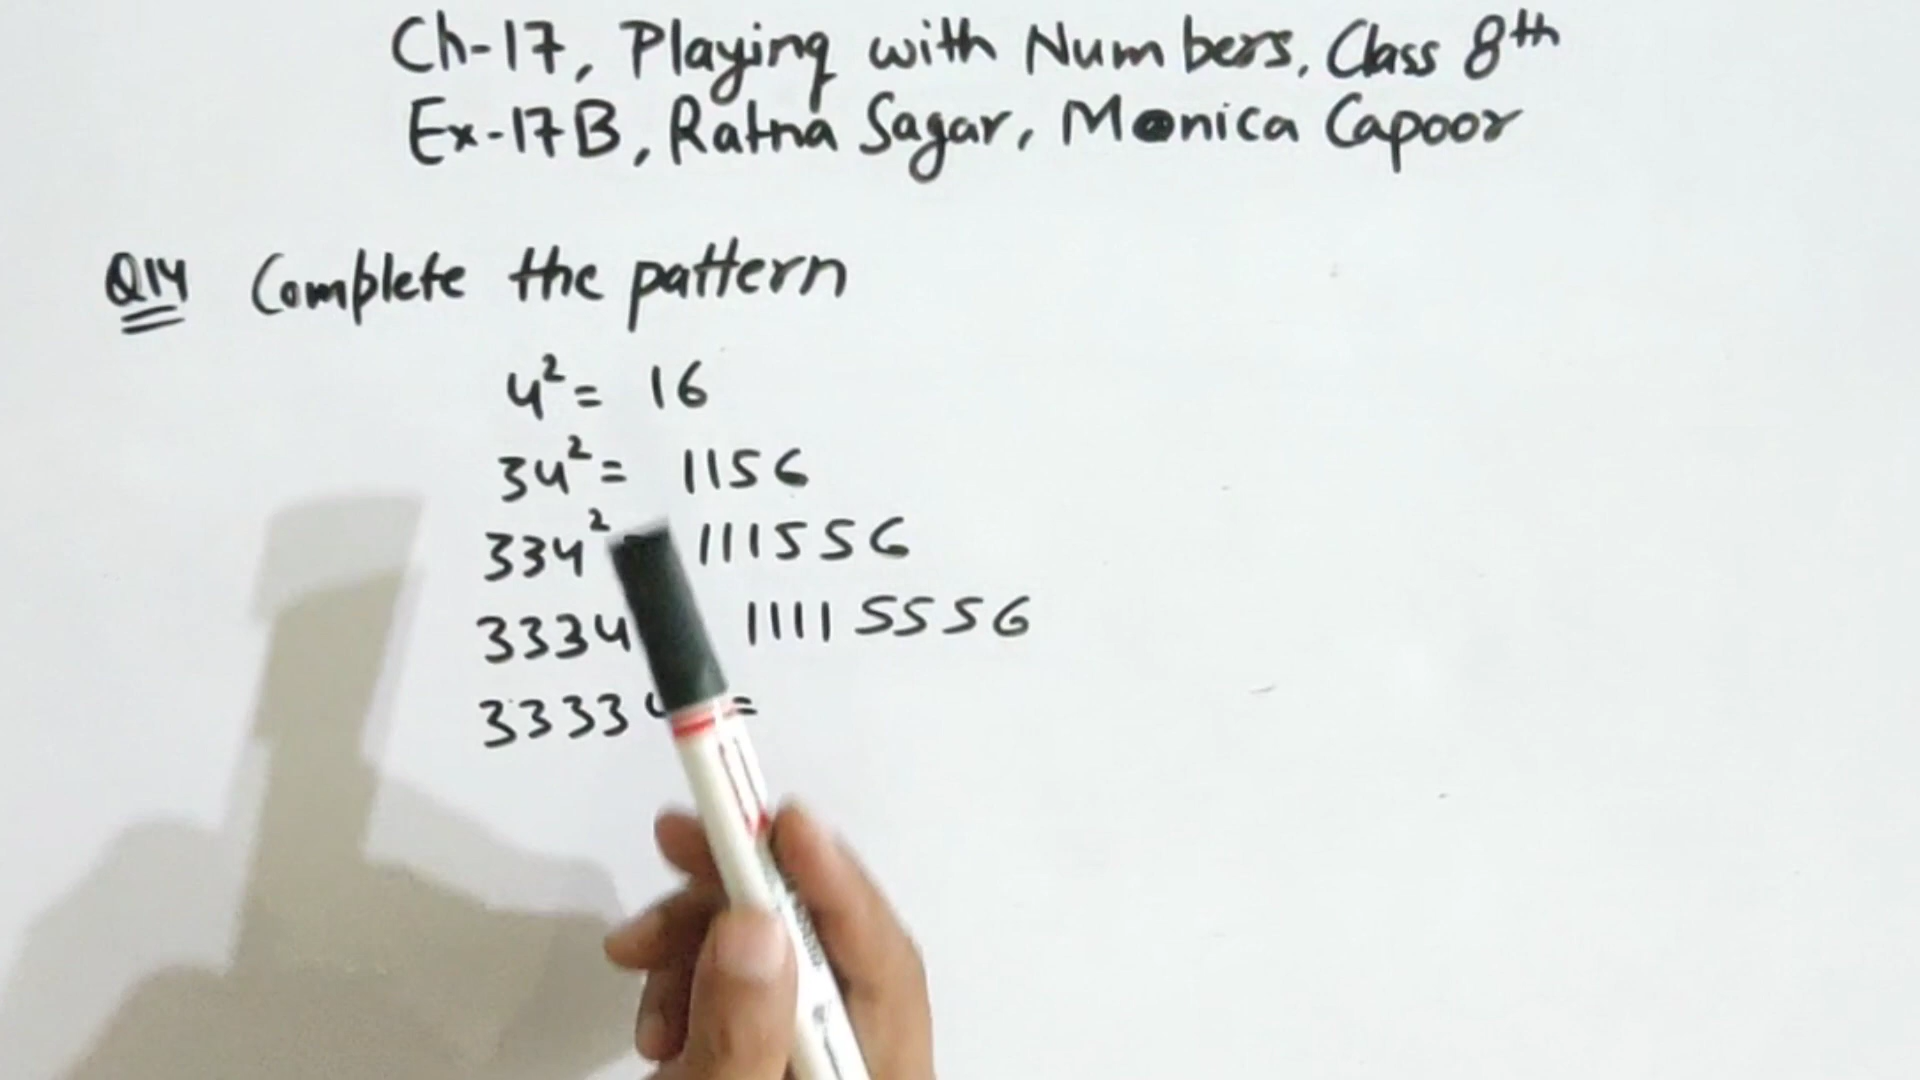 Ch-17, Playing with Numbers, Class 8th
Ex-17B, Ratna Sagar, Monica Capoor
Q14 Complete the pattern
4² = 16
34² = 1156
334² 111556
3334 11115556
3333 =